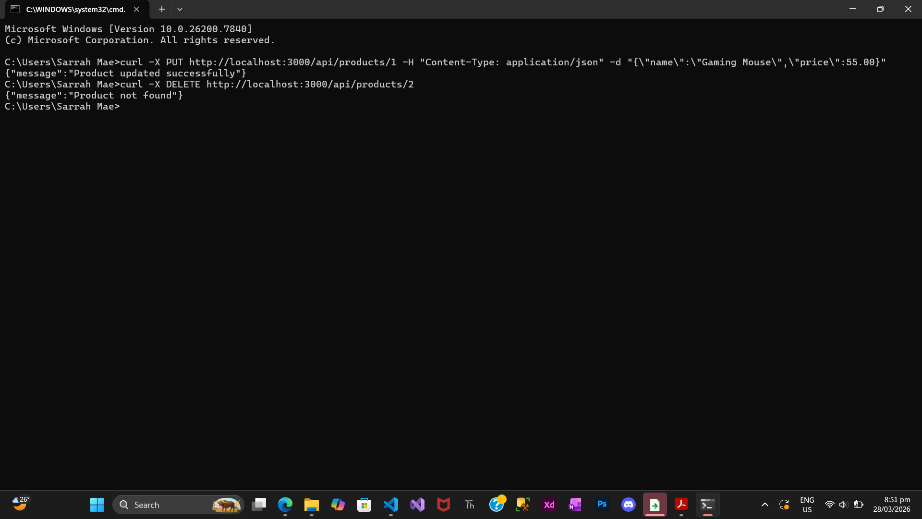 C:\WINDOWS\system32\cmd.
Microsoft Windows [Version 10.0.26200.7840]
(c) Microsoft Corporation. All rights reserved.
C:\Users\Sarrah Mae>curl -X PUT http://localhost:3000/api/products/1 -H "Content-Type: application/json" -d "{\"name\":\"Gaming Mouse\",\"price\":55.00}"
{"message":"Product updated successfully"}
C:\Users\Sarrah Mae>curl -X DELETE http://localhost:3000/api/products/2
{"message":"Product not found"}
C:\Users\Sarrah Mae>
26°
Search
Th
Xd
N
Ps
ENG
US
8:51 pm
28/03/2026